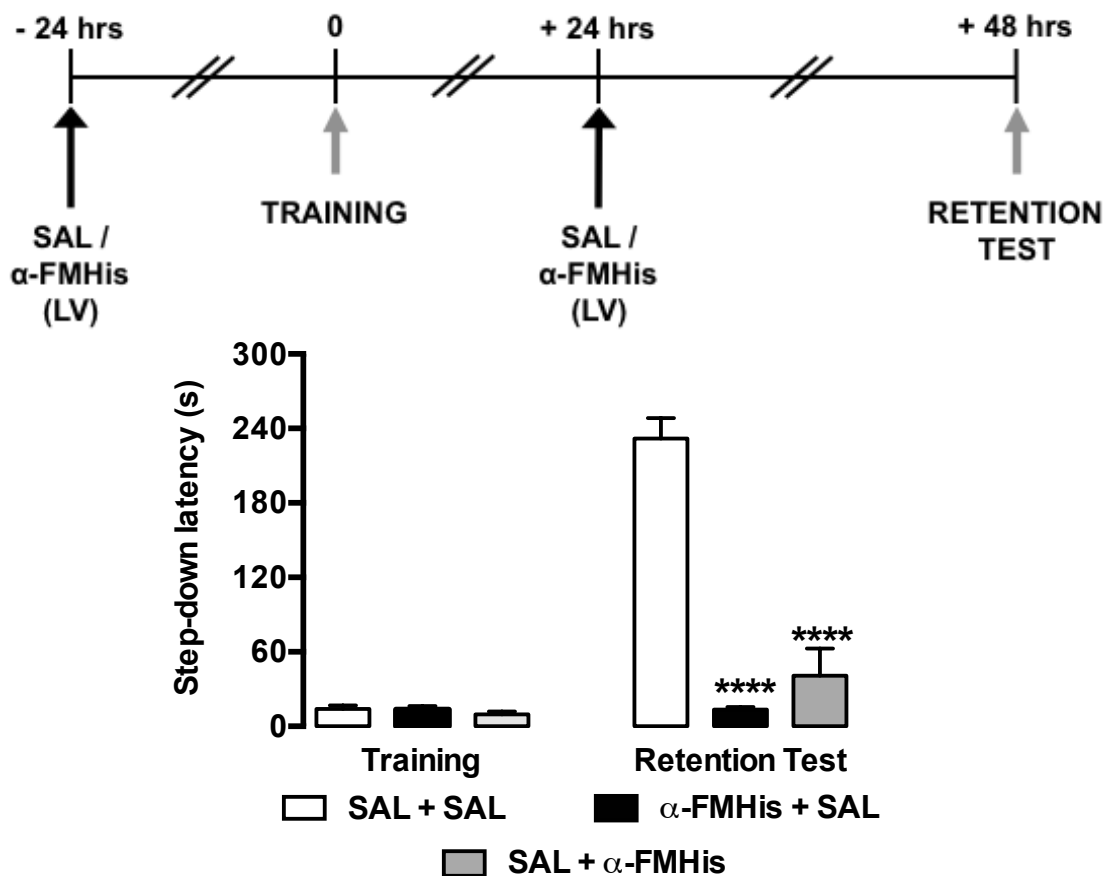 - 24 hrs
0
+ 24 hrs
+ 48 hrs
SAL /
α-FMHis
(LV)
TRAINING
SAL /
α-FMHis
(LV)
RETENTION
TEST
Step-down latency (s)
300
240
180
120
60
0
****
****
Training
Retention Test
SAL + SAL
α-FMHis + SAL
SAL + α-FMHis